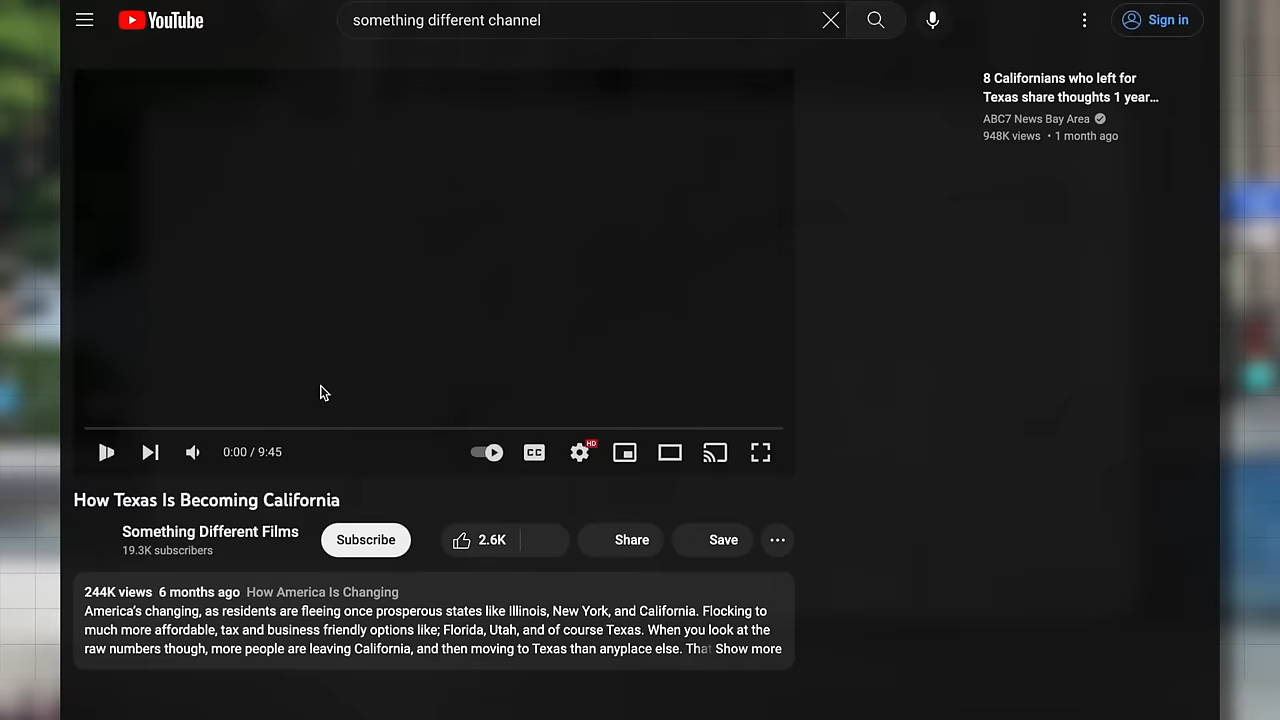 YouTube
something different channel
Sign in
8 Californians who left for
Texas share thoughts 1 year...
ABC7 News Bay Area
948K views • 1 month ago
0:00 / 9:45
CC
HD
How Texas Is Becoming California
Something Different Films
19.3K subscribers
Subscribe
2.6K
Share
Save
244K views 6 months ago How America Is Changing
America's changing, as residents are fleeing once prosperous states like Illinois, New York, and California. Flocking to
much more affordable, tax and business friendly options like; Florida, Utah, and of course Texas. When you look at the
raw numbers though, more people are leaving California, and then moving to Texas than anyplace else. That Show more